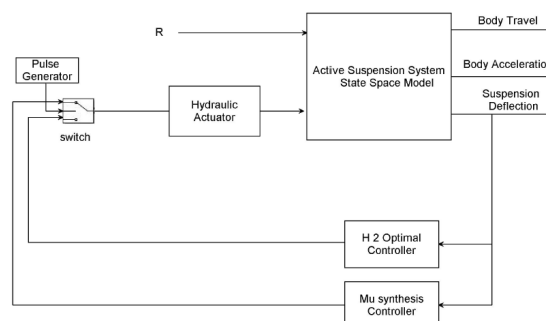 Body Travel
R
Pulse
Generator
Active Suspension System
State Space Model
Body Acceleratio
Suspension
Deflection
Hydraulic
Actuator
switch
H 2 Optimal
Controller
Mu synthesis
Controller